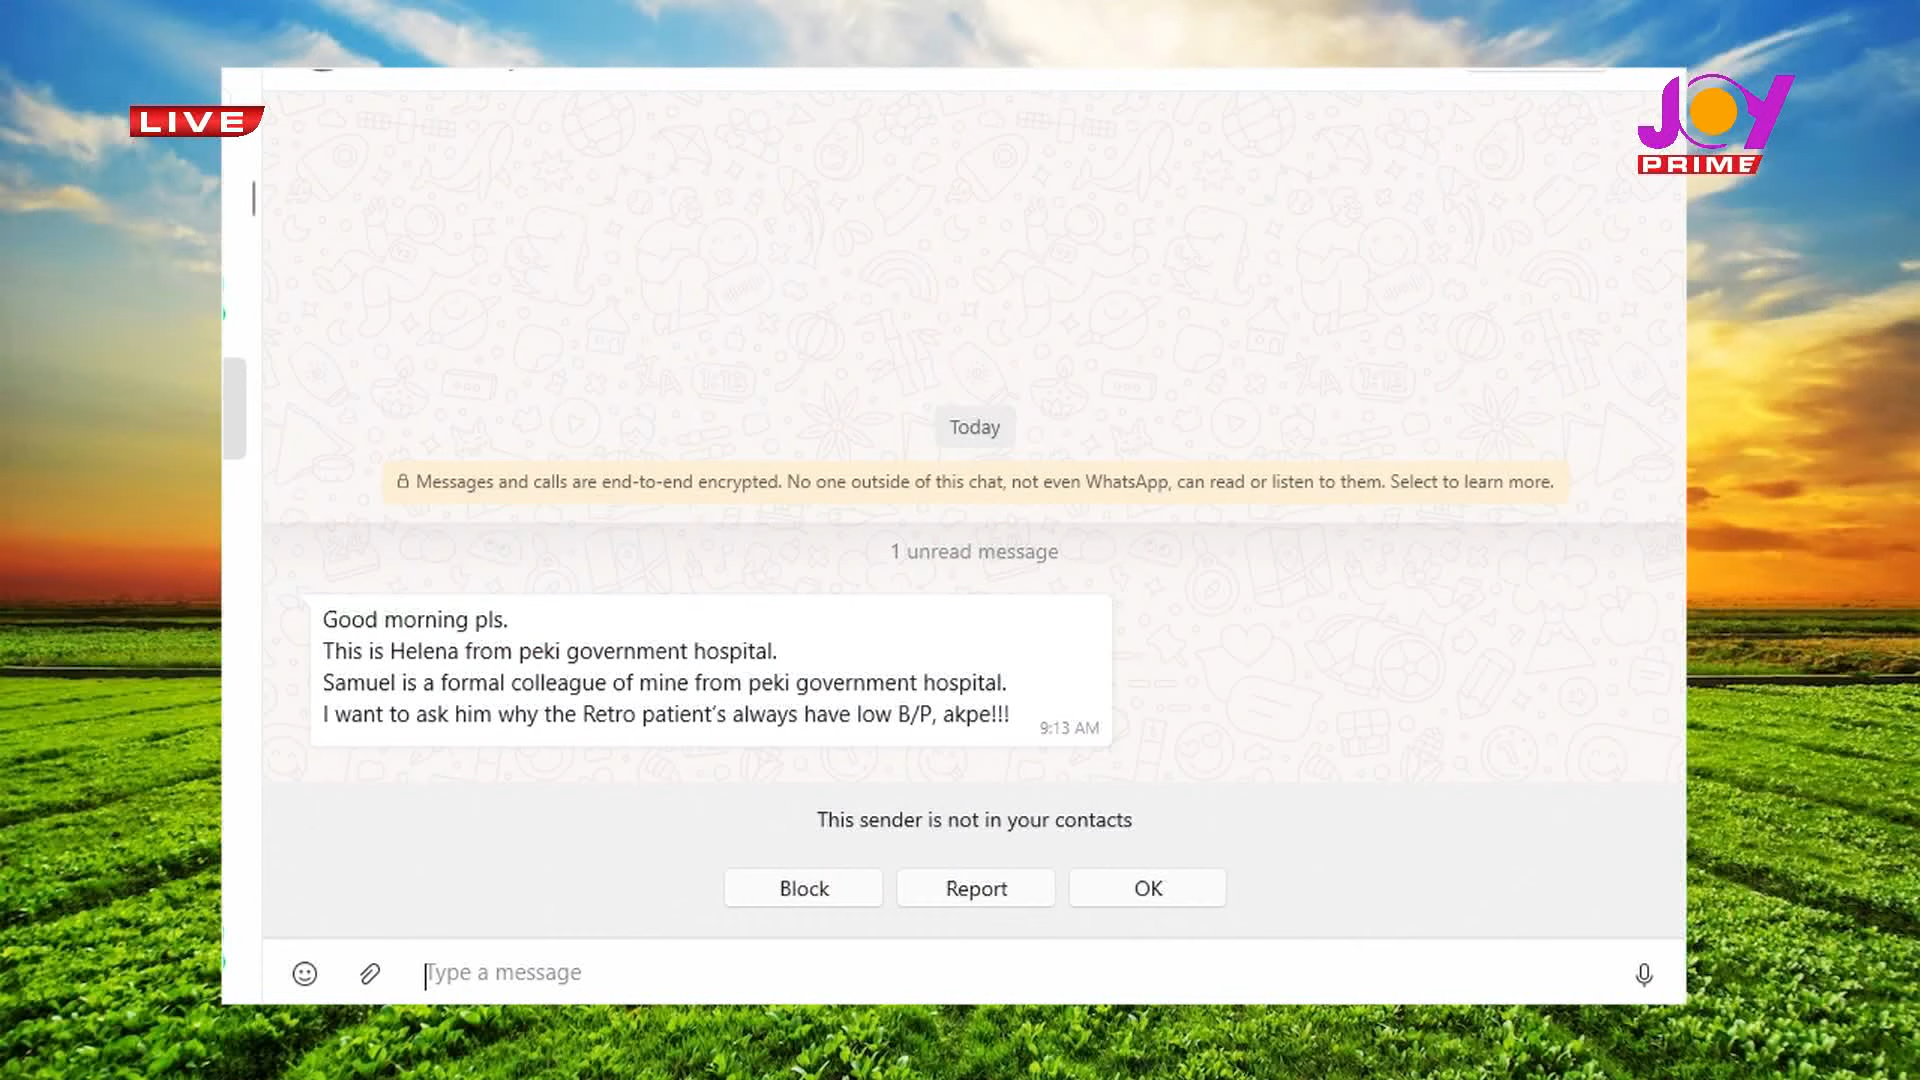 LIVE
JOY
PRIME
Today
Messages and calls are end-to-end encrypted. No one outside of this chat, not even WhatsApp, can read or listen to them. Select to learn more.
1 unread message
Good morning pls.
This is Helena from peki government hospital.
Samuel is a formal colleague of mine from peki government hospital.
I want to ask him why the Retro patient's always have low B/P, akpe!!!
9:13 AM
This sender is not in your contacts
Block
Report
OK
Type a message